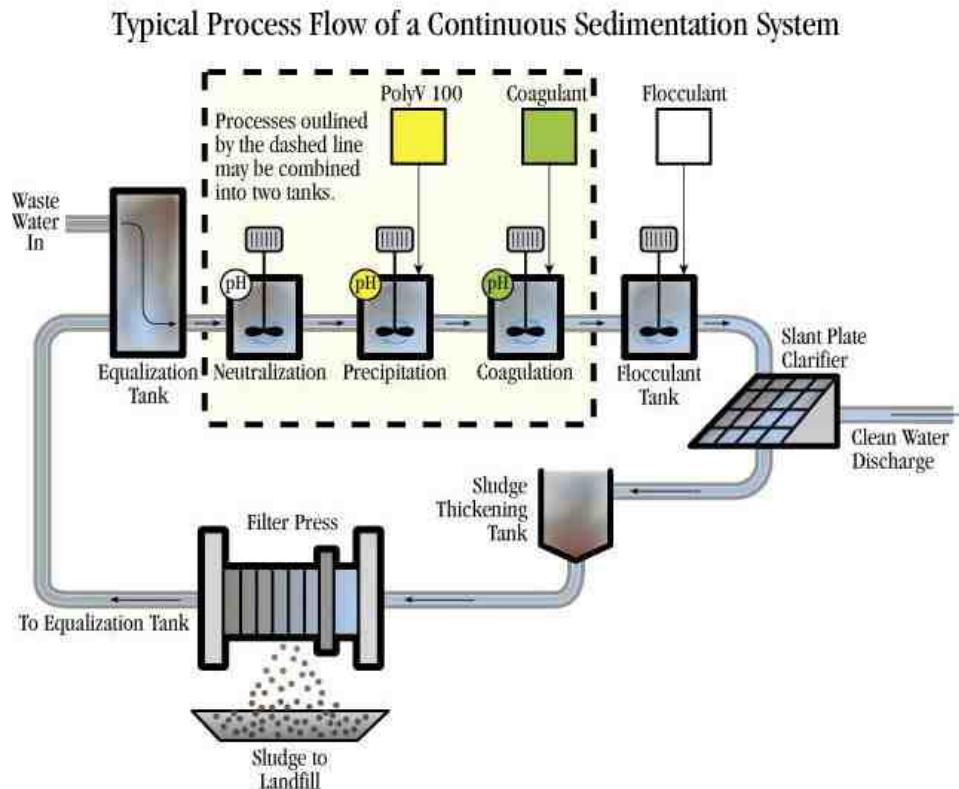 Typical Process Flow of a Continuous Sedimentation System
PolyV 100
Coagulant
Flocculant
Processes outlined
by the dashed line
may be combined
into two tanks.
Waste
Water
In
pH
pH
pH
Equalization
Tank
Neutralization
Precipitation
Coagulation
Flocculant
Tank
Slant Plate
Clarifier
Clean Water
Discharge
Sludge
Thickening
Tank
Filter Press
To Equalization Tank
Sludge to
Landfill